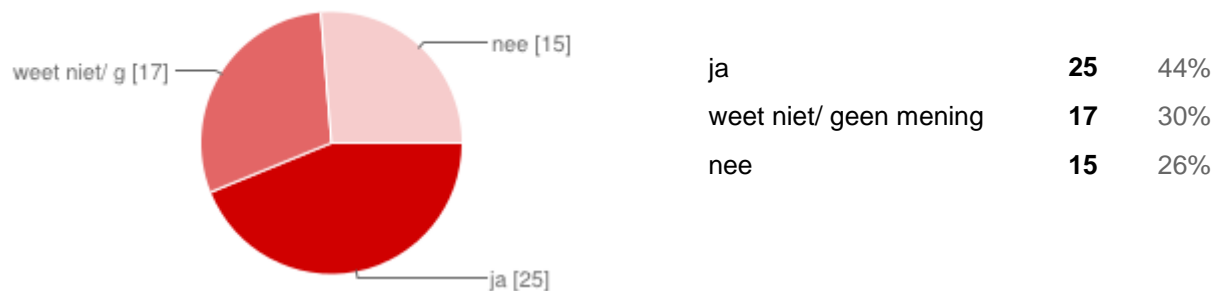 nee [15]
weet niet/ g [17]
ja [25]
ja 25 44%
weet niet/ geen mening 17 30%
nee 15 26%